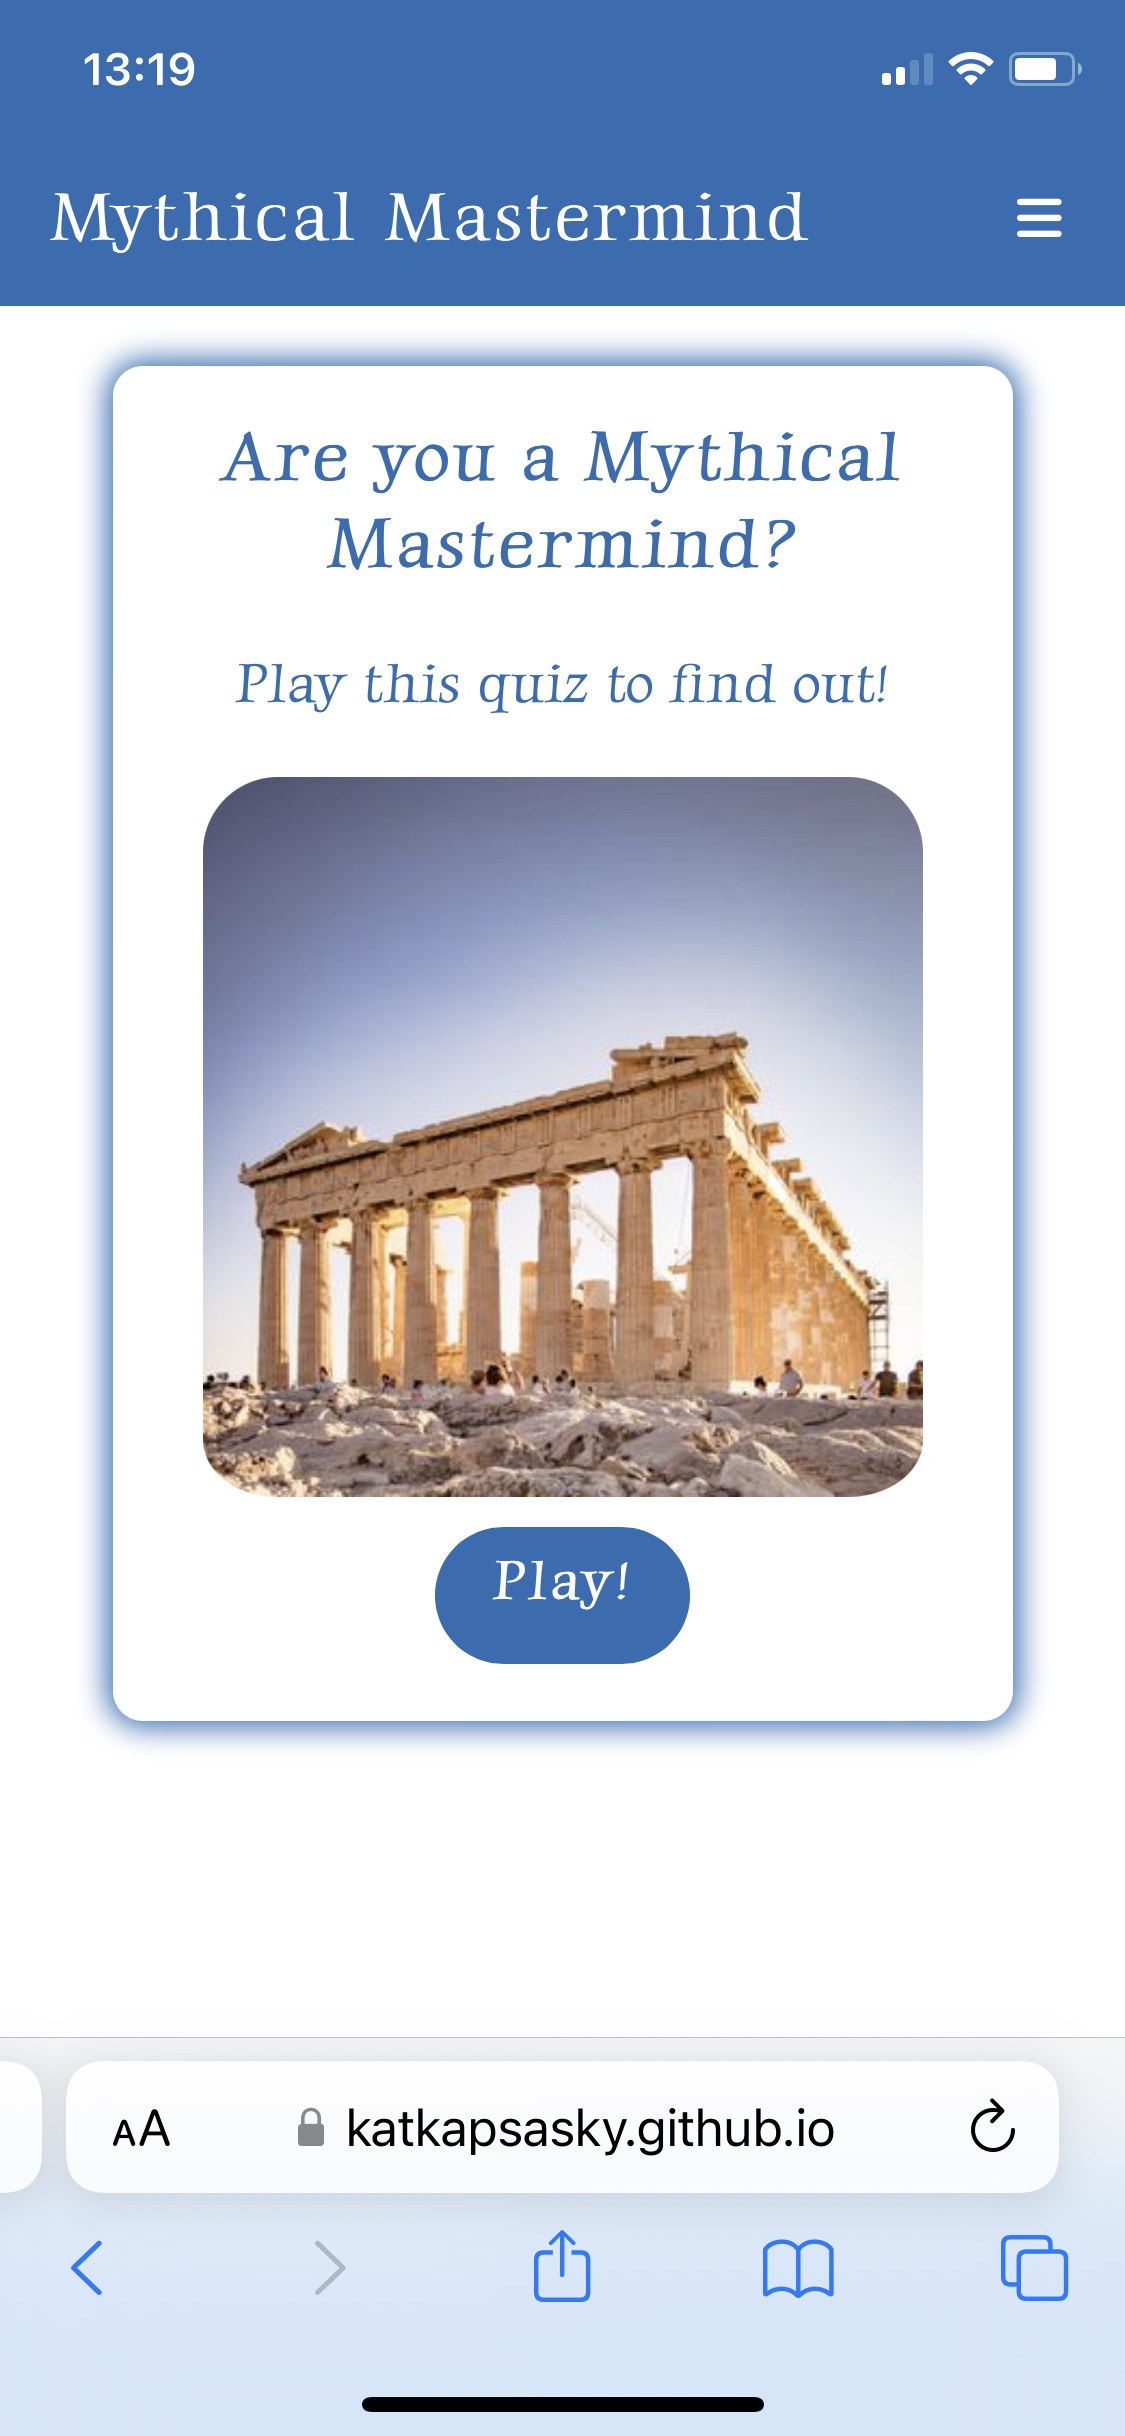 13:19
Mythical Mastermind
Are you a Mythical
Mastermind?
Play this quiz to find out!
Play!
AA
katkapsasky.github.io